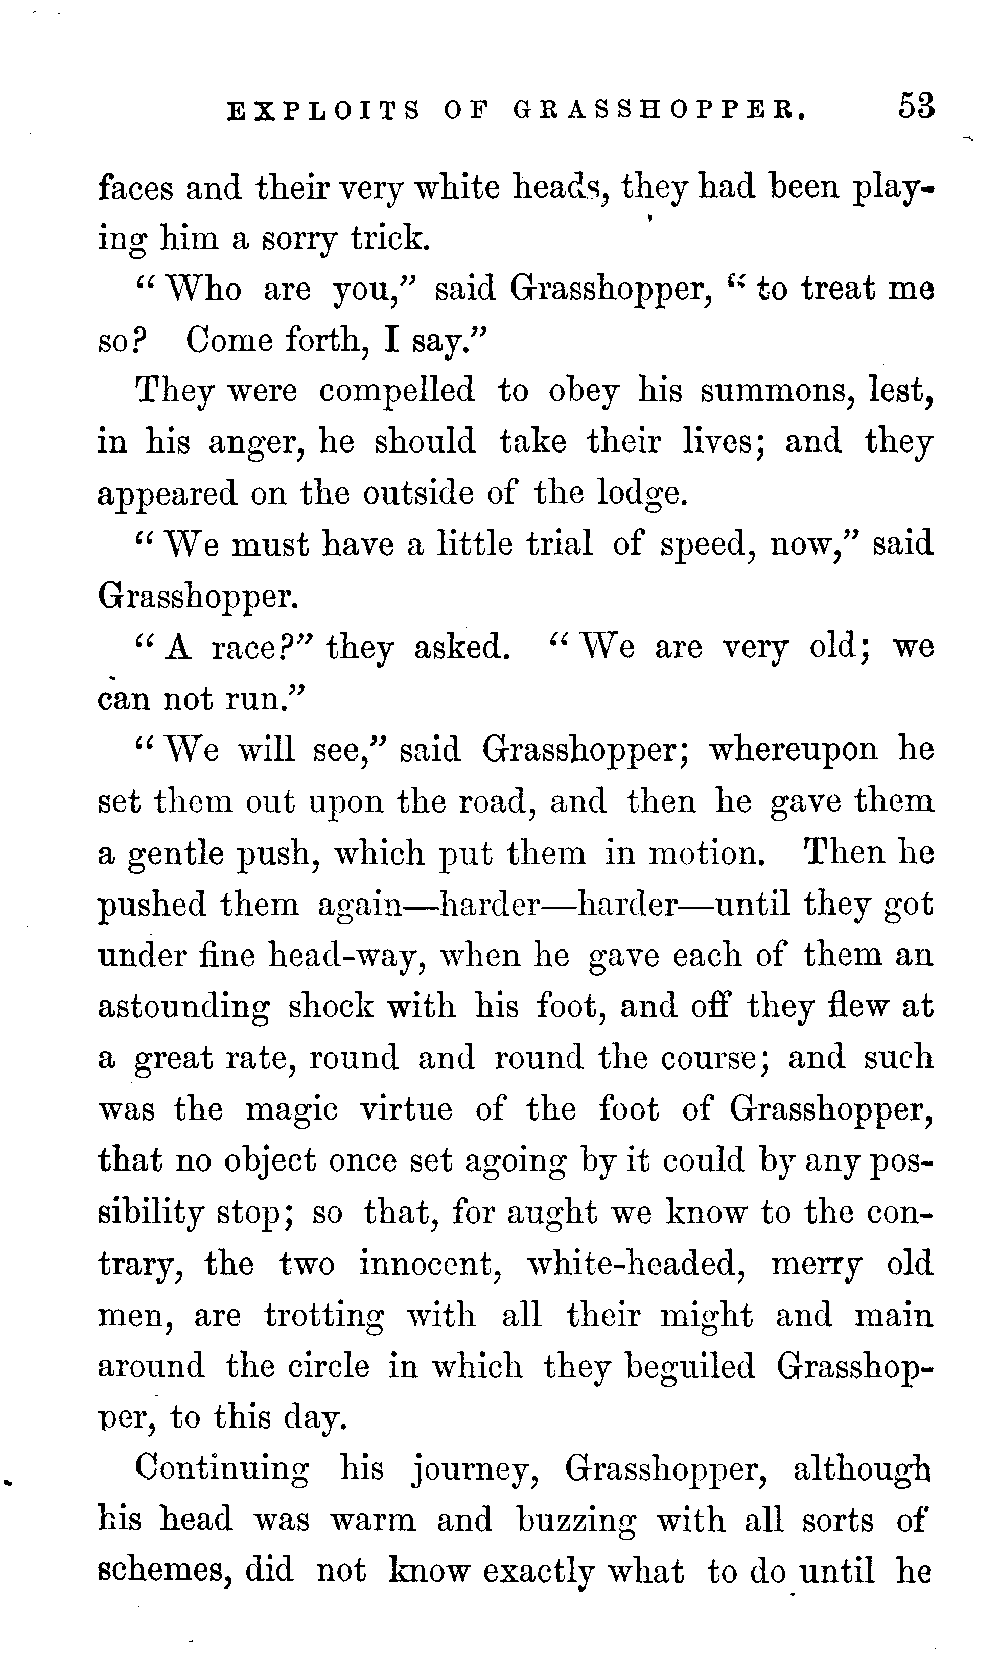 EXPLOITS OF GRASSHOPPER. 53
faces and their very white heads, they had been play-
ing him a sorry trick.
"Who are you," said Grasshopper, "to treat me
so? Come forth, I say."
They were compelled to obey his summons, lest,
in his anger, he should take their lives; and they
appeared on the outside of the lodge.
"We must have a little trial of speed, now," said
Grasshopper.
"A race?" they asked. "We are very old; we
can not run."
"We will see," said Grasshopper; whereupon he
set them out upon the road, and then he gave them
a gentle push, which put them in motion. Then he
pushed them again—harder—harder—until they got
under fine head-way, when he gave each of them an
astounding shock with his foot, and off they flew at
a great rate, round and round the course; and such
was the magic virtue of the foot of Grasshopper,
that no object once set agoing by it could by any pos-
sibility stop; so that, for aught we know to the con-
trary, the two innocent, white-headed, merry old
men, are trotting with all their might and main
around the circle in which they beguiled Grasshop-
per, to this day.
Continuing his journey, Grasshopper, although
his head was warm and buzzing with all sorts of
schemes, did not know exactly what to do until he